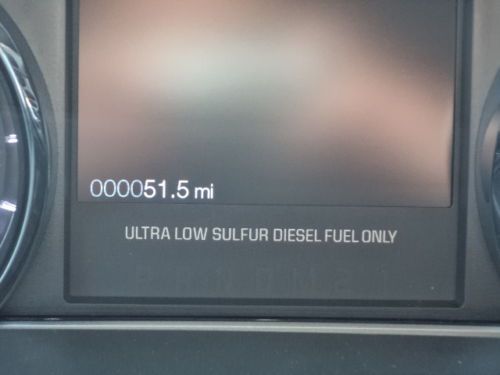 000051.5 mi
ULTRA LOW SULFUR DIESEL FUEL ONLY